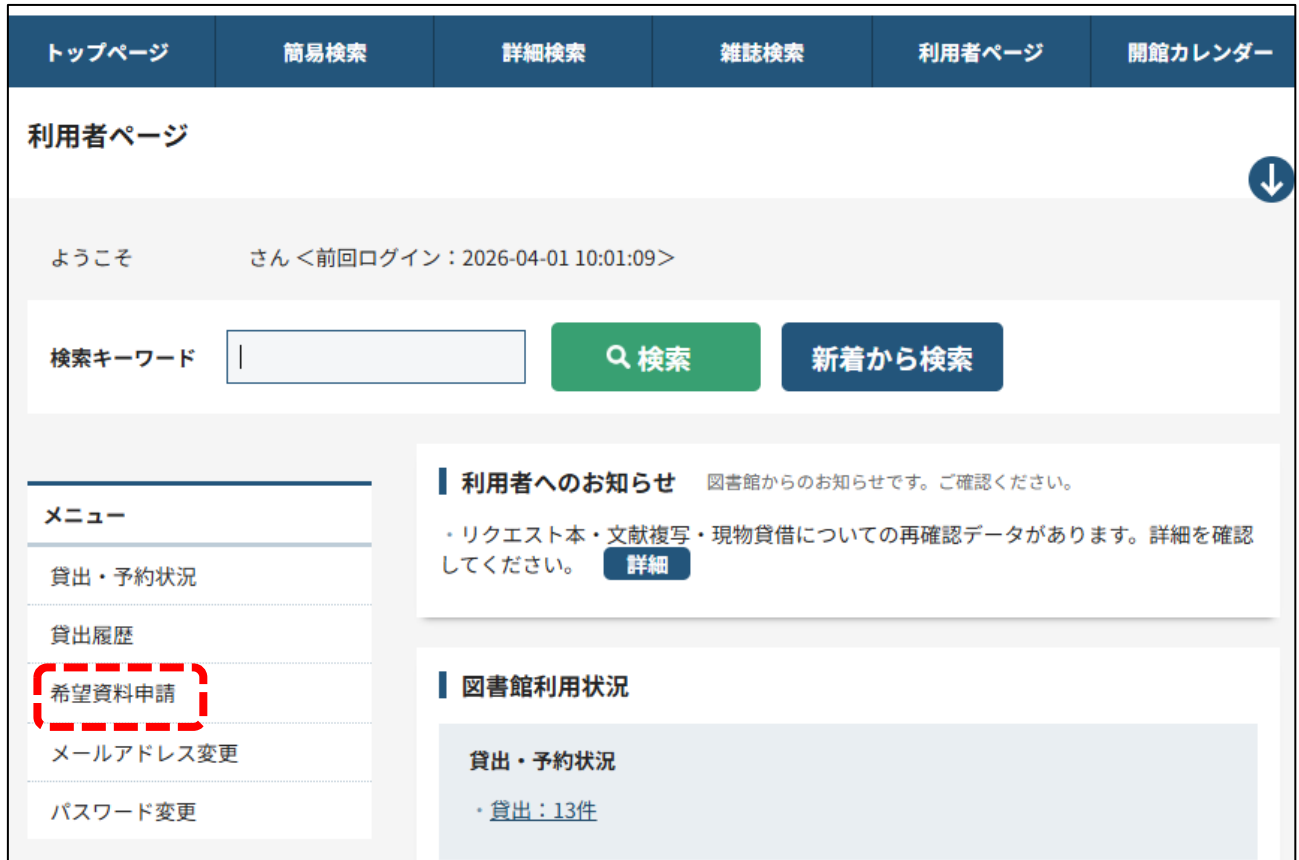 トップページ 簡易検索 詳細検索 雑誌検索 利用者ページ 開館カレンダー
利用者ページ
ようこそ さん <前回ログイン：2026-04-01 10:01:09>
検索キーワード 検索 新着から検索
メニュー
貸出・予約状況
貸出履歴
希望資料申請
メールアドレス変更
パスワード変更
利用者へのお知らせ 図書館からのお知らせです。ご確認ください。
・リクエスト本・文献複写・現物貸借についての再確認データがあります。詳細を確認
してください。 詳細
図書館利用状況
貸出・予約状況
・貸出：13件